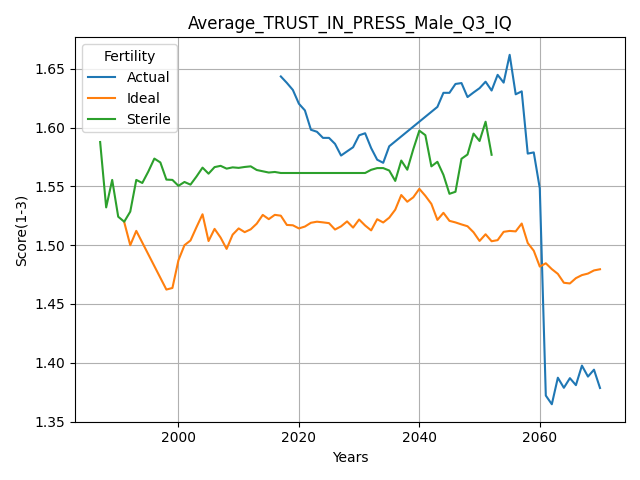 Average_TRUST_IN_PRESS_Male_Q3_IQ
Fertility
Actual
Ideal
Sterile
Score(1-3)
1.65
1.60
1.55
1.50
1.45
1.40
1.35
2000
2020
2040
2060
Years